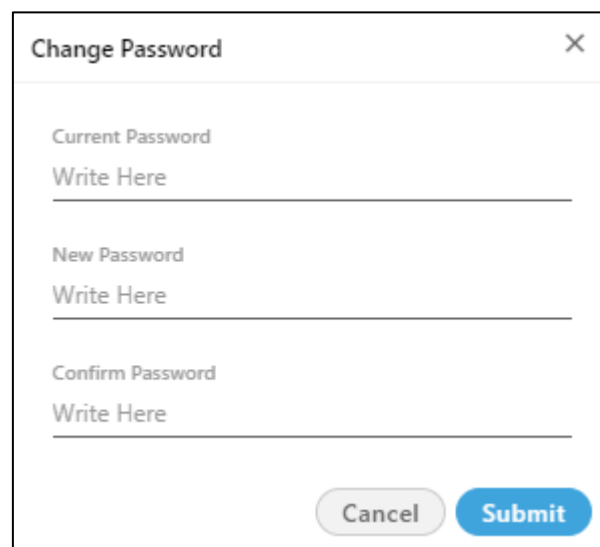 Change Password
Current Password
Write Here
New Password
Write Here
Confirm Password
Write Here
Cancel
Submit